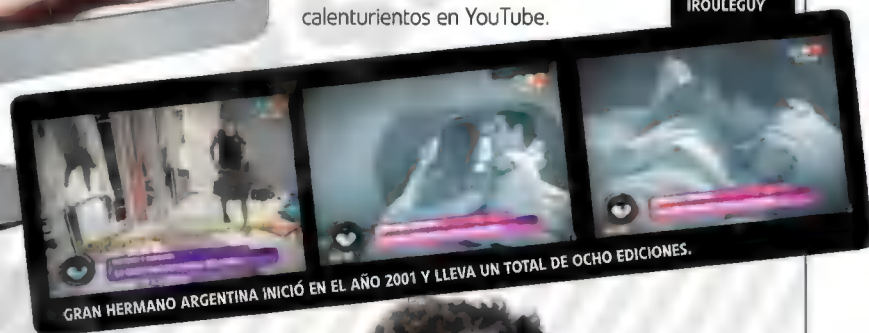 calenturientos en YouTube.
IROULEGUY
GRAN HERMANO ARGENTINA INICIÓ EN EL AÑO 2001 Y LLEVA UN TOTAL DE OCHO EDICIONES.